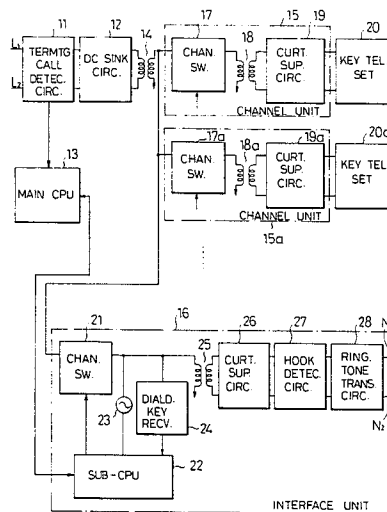 11 12 17 15 19 20
L1 TERMTG CALL DETEC. CIRC. DC SINK CIRC. 14 CHAN. SW. 18 CURT. SUP. CIRC. KEY TEL SET
L2
CHANNEL UNIT
17a 18a 19a
13 MAIN CPU CHAN. SW. CURT. SUP. CIRC. KEY TEL SET
CHANNEL UNIT
15a
21 16 26 27 28
CHAN. SW. 25 CURT. SUP. CIRC. HOOK DETEC. CIRC. RING. TONE TRANS. CIRC.
23 DIALD. KEY RECV. 24
N2
SUB-CPU 22
INTERFACE UNIT